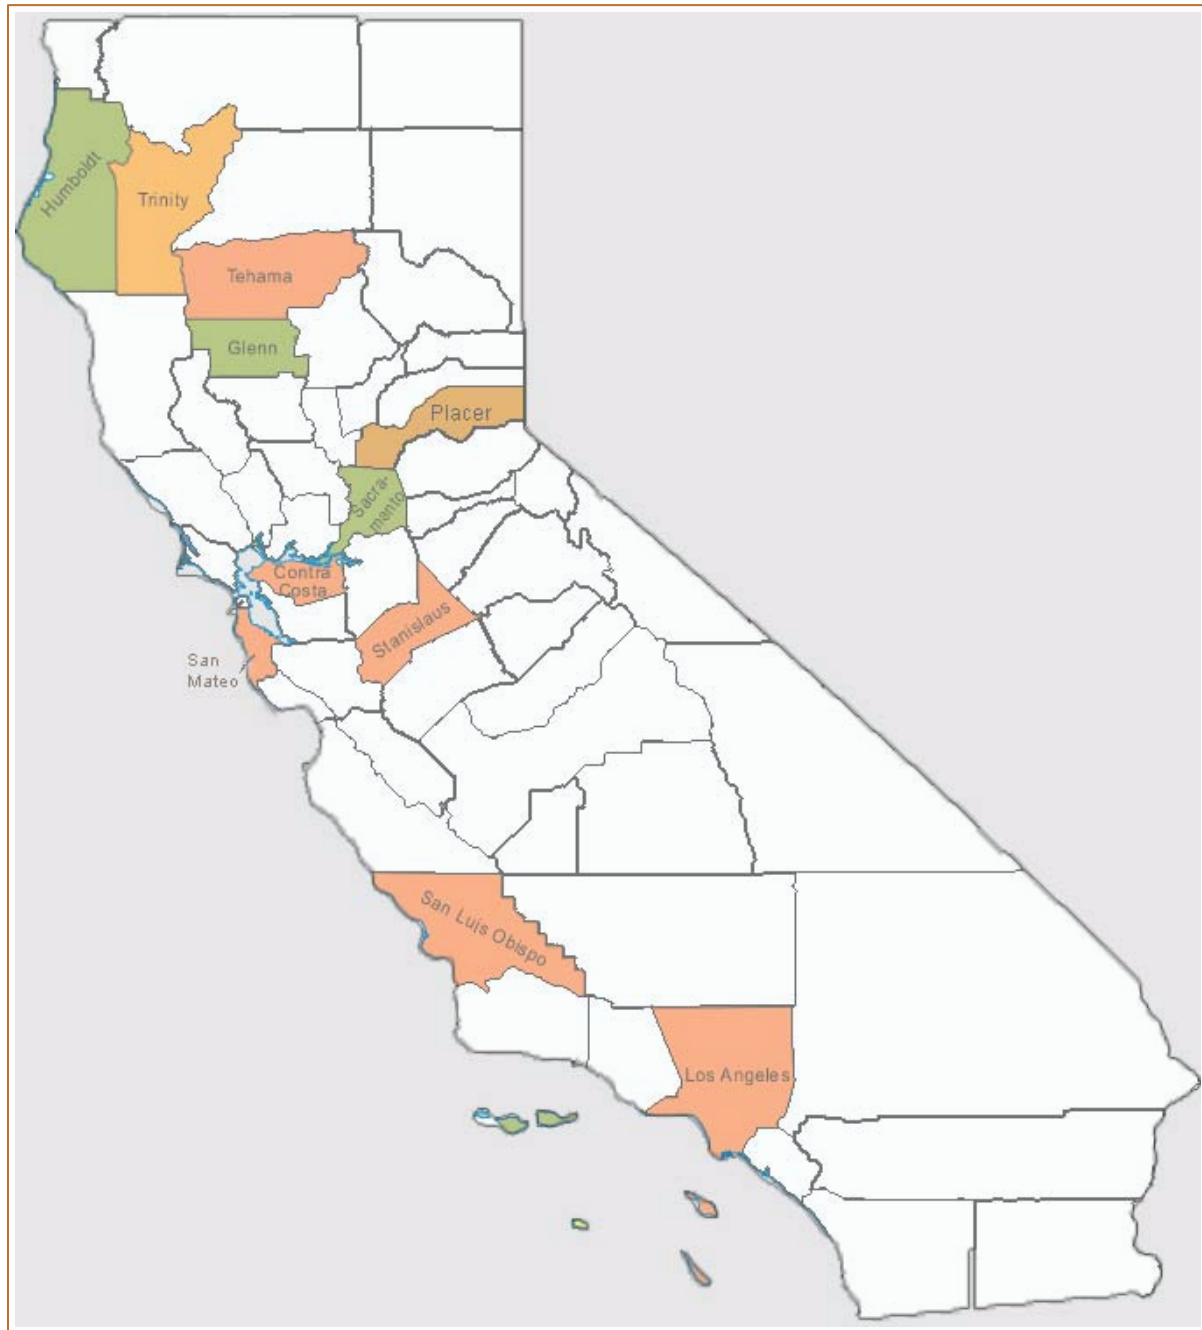 Humboldt
Trinity
Tehama
Glenn
Placer
Sacra-
mento
Contra
Costa
Stanislaus
San
Mateo
San Luis Obispo
Los Angeles